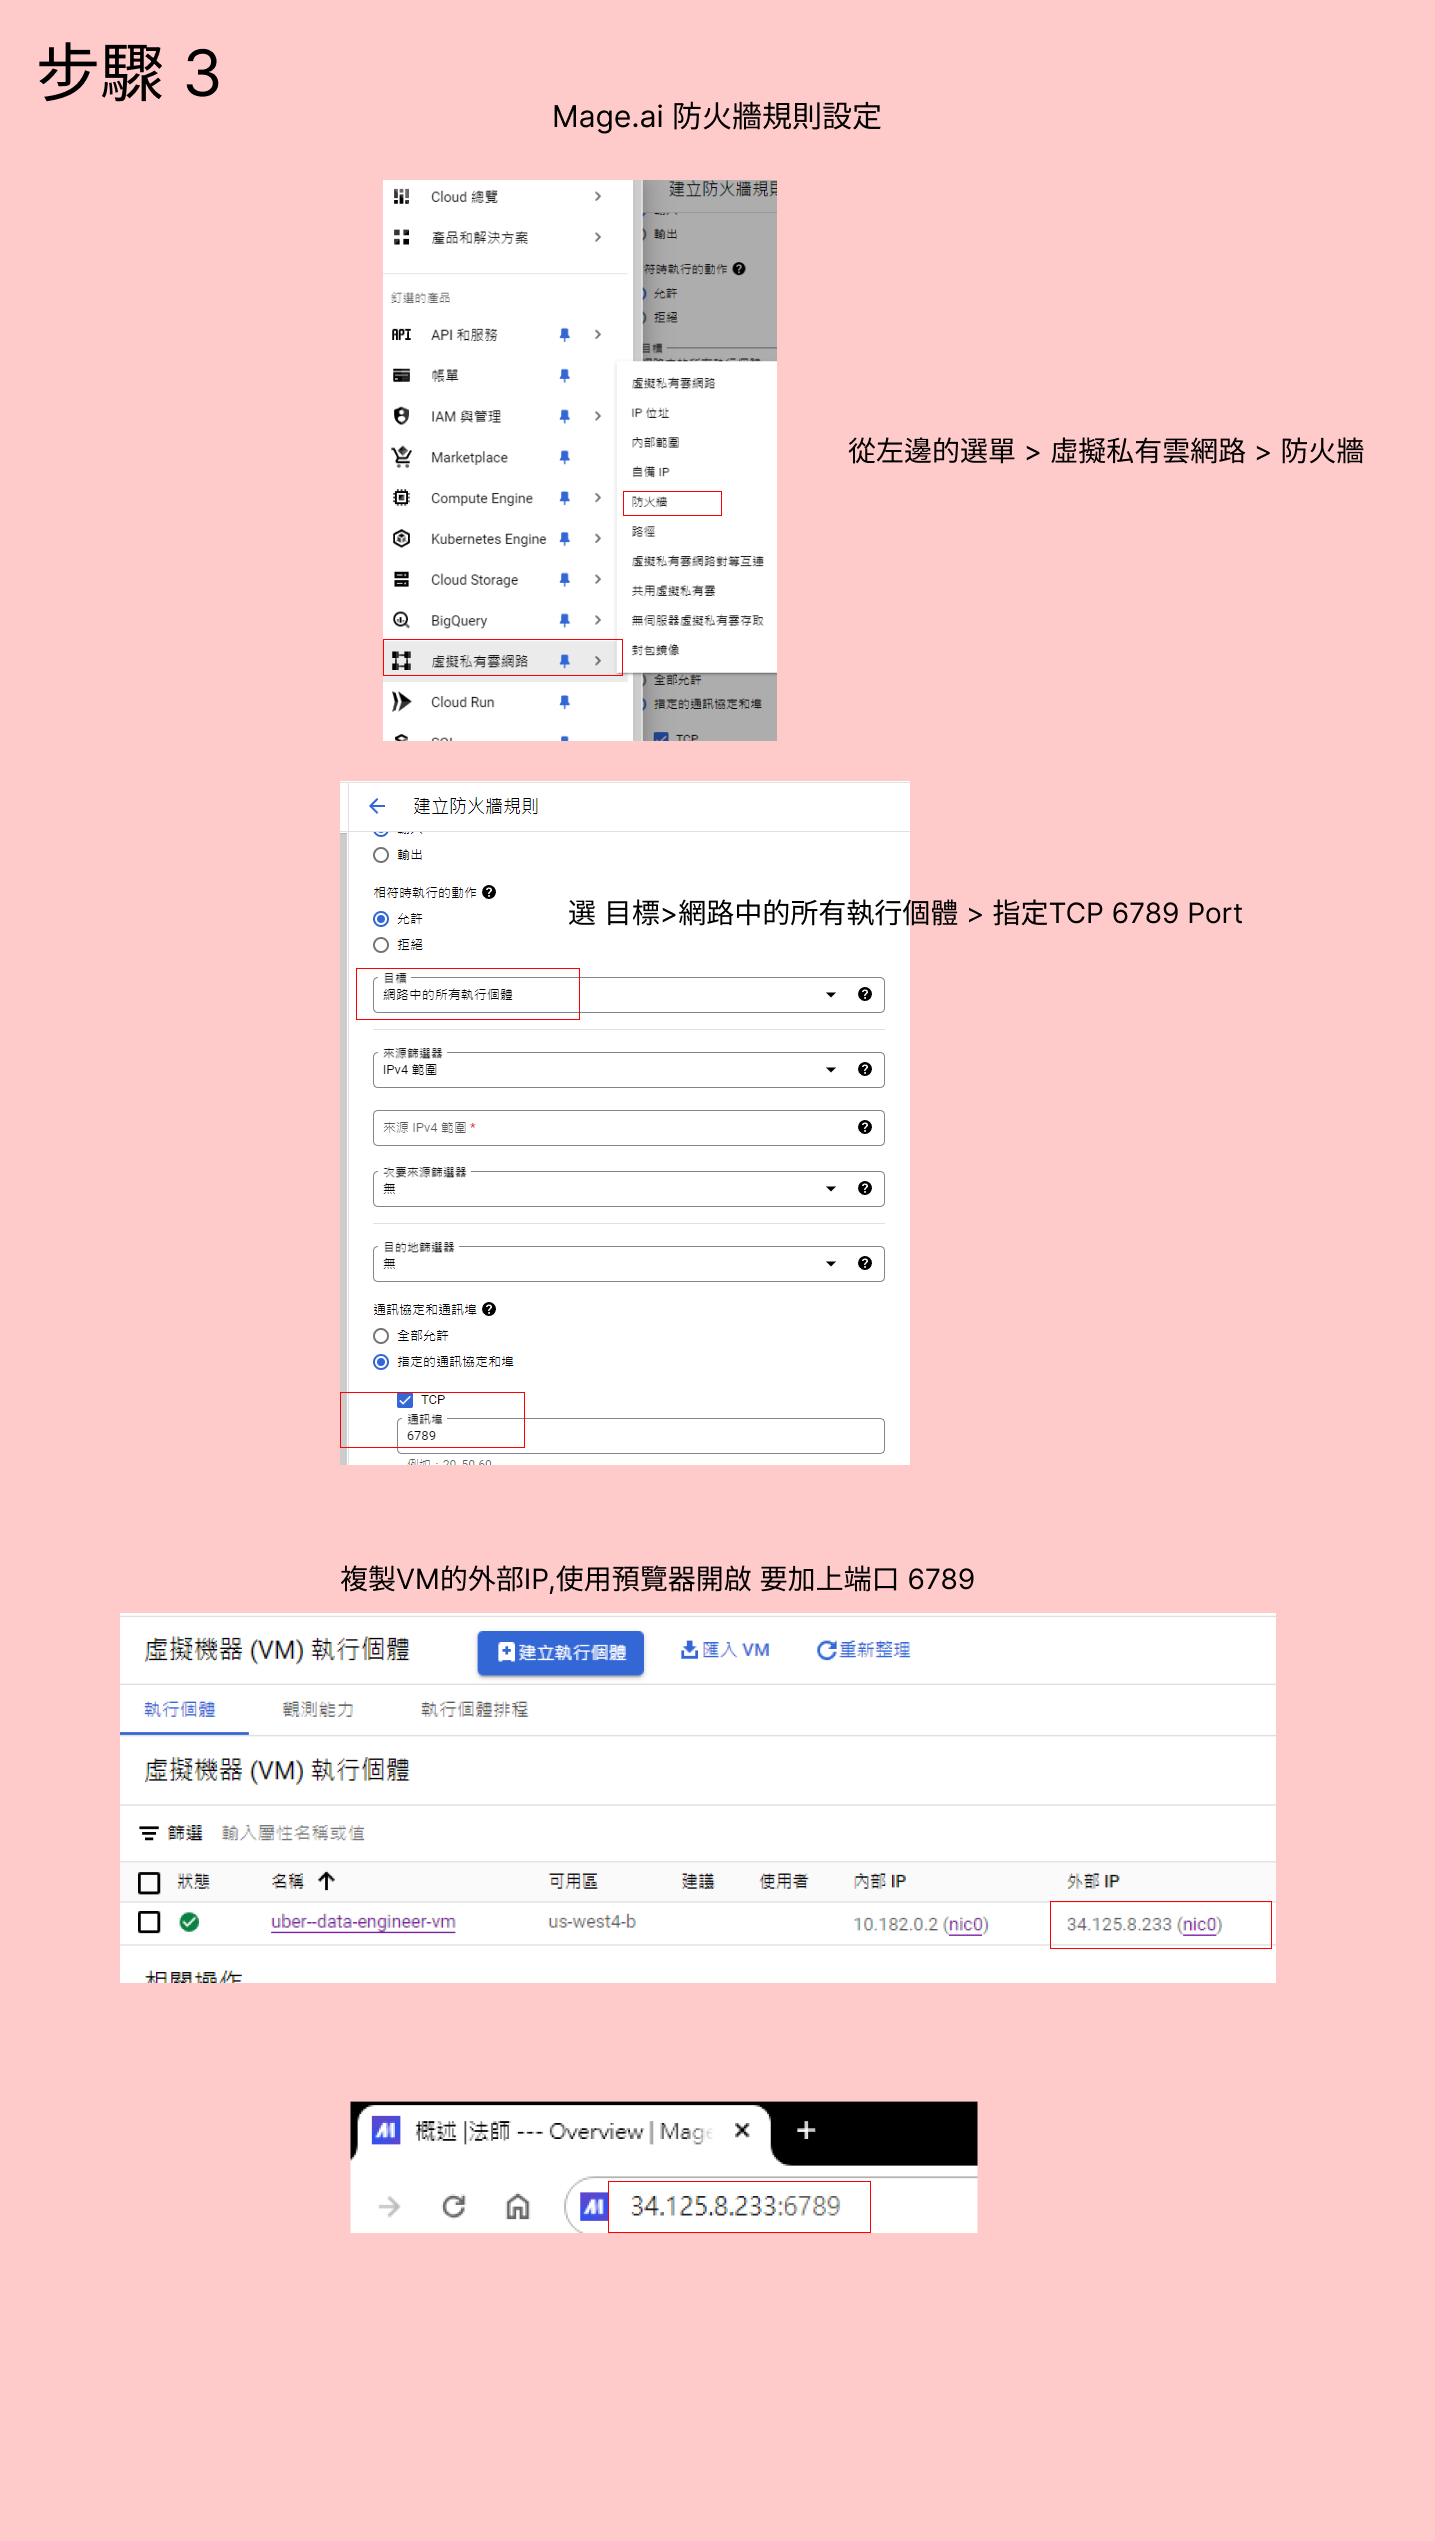 步驟 3
Mage.ai 防火牆規則設定
Cloud 總覽
產品和解決方案
釘選的產品
API API 和服務
帳單
IAM 與管理
Marketplace
Compute Engine
Kubernetes Engine
Cloud Storage
BigQuery
虛擬私有雲網路
Cloud Run
建立防火牆規則
輸出
符時執行的動作
允許
拒絕
目標
虛擬私有雲網路
IP 位址
內部範圍
自備 IP
防火牆
路徑
虛擬私有雲網路對等互連
共用虛擬私有雲
無伺服器虛擬私有雲存取
封包鏡像
全部允許
指定的通訊協定和埠
TCP
從左邊的選單 > 虛擬私有雲網路 > 防火牆
建立防火牆規則
輸出
相符時執行的動作
允許
拒絕
選 目標>網路中的所有執行個體 > 指定TCP 6789 Port
目標
網路中的所有執行個體
來源篩選器
IPv4 範圍
來源 IPv4 範圍 *
次要來源篩選器
無
目的地篩選器
無
通訊協定和通訊埠
全部允許
指定的通訊協定和埠
TCP
通訊埠
6789
例如：20, 50-60
複製VM的外部IP,使用預覽器開啟 要加上端口 6789
虛擬機器 (VM) 執行個體 建立執行個體 匯入 VM 重新整理
執行個體 觀測能力 執行個體排程
虛擬機器 (VM) 執行個體
篩選 輸入屬性名稱或值
狀態 名稱 可用區 建議 使用者 內部 IP 外部 IP
uber--data-engineer-vm us-west4-b 10.182.0.2 (nic0) 34.125.8.233 (nic0)
相關操作
概述 |法師 --- Overview | Mage
34.125.8.233:6789